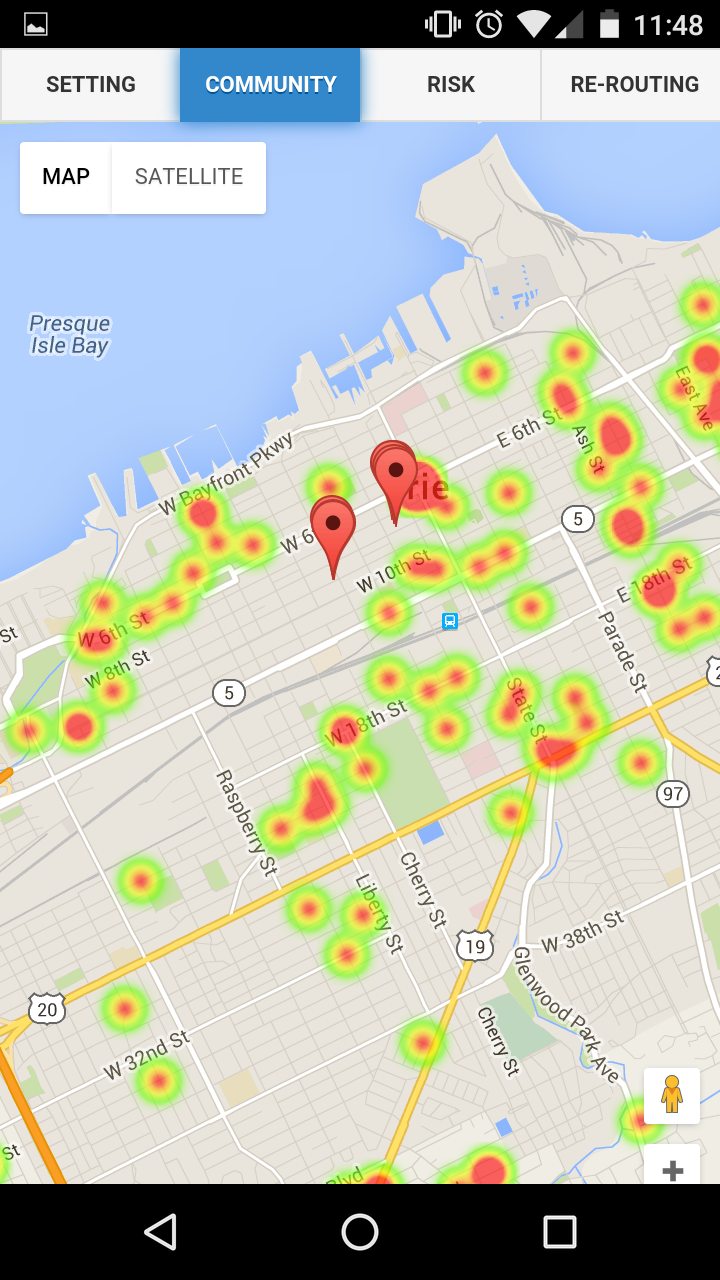 11:48
SETTING
COMMUNITY
RISK
RE-ROUTING
MAP
SATELLITE
Presque
Isle Bay
East Ave
E 6th St
Ash St
W Bayfront Pkwy
rie
5
W 6
W 10th St
E 18th St
St
W 6th St
Parade St
W 8th St
5
2
State St
W 18th St
97
Raspberry St
Cherry St
Liberty St
W 38th St
19
Glenwood Park Ave
20
Cherry St
W 32nd St
St
Blvd